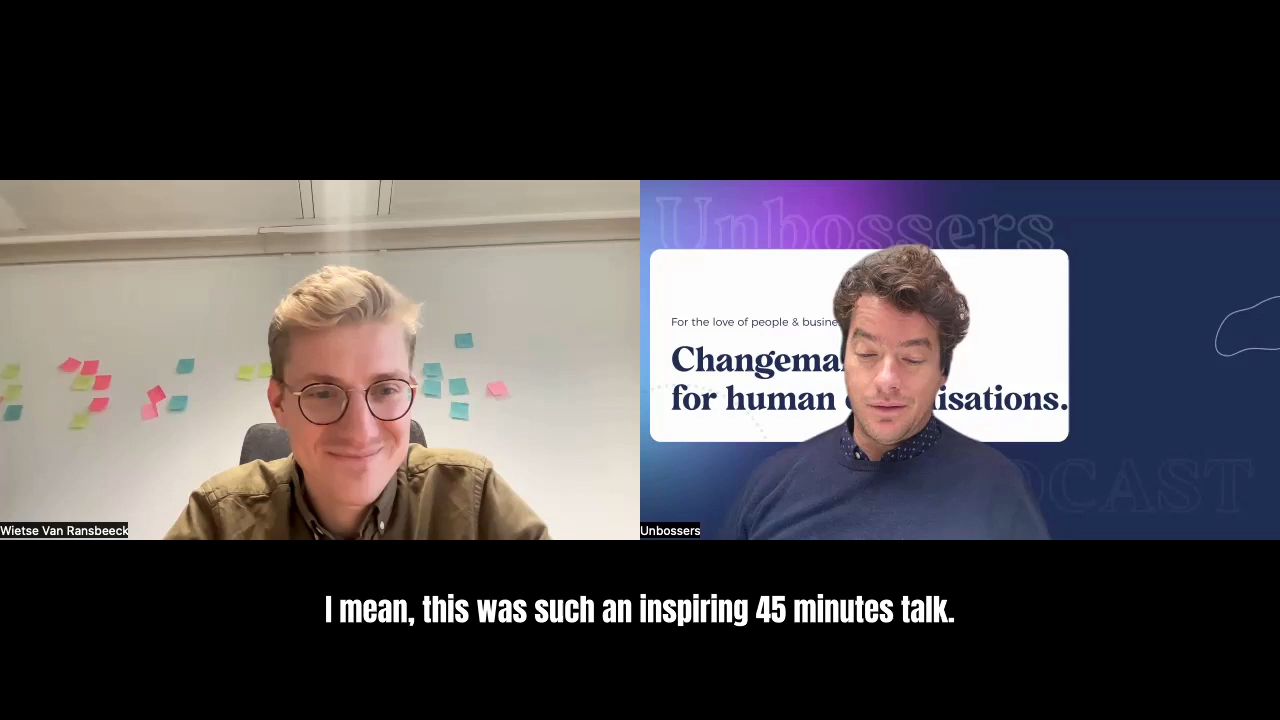 Unbossers
For the love of people & busine
Changema
for human isations.
DCAST
Wietse Van Ransbeeck
Unbossers
I mean, this was such an inspiring 45 minutes talk.